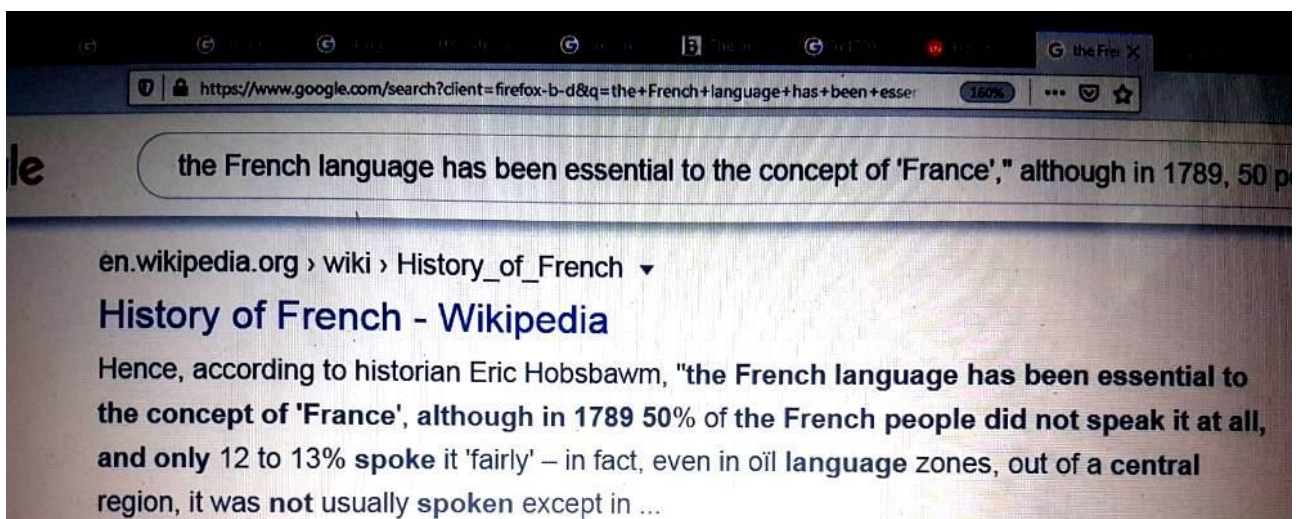 the Fre
https://www.google.com/search?client=firefox-b-d&q=the+French+language+has+been+esser
160%
le
the French language has been essential to the concept of 'France'," although in 1789, 50 p
en.wikipedia.org › wiki › History_of_French
History of French - Wikipedia
Hence, according to historian Eric Hobsbawm, "the French language has been essential to
the concept of 'France', although in 1789 50% of the French people did not speak it at all,
and only 12 to 13% spoke it 'fairly' – in fact, even in oïl language zones, out of a central
region, it was not usually spoken except in ...